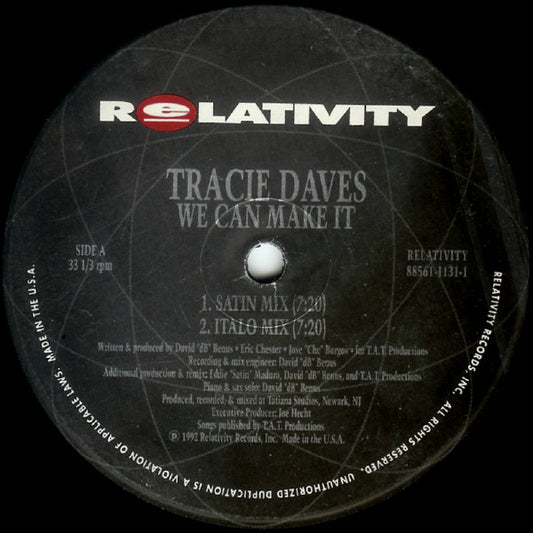 ReLATIVITY
TRACIE DAVES
WE CAN MAKE IT
SIDE A
33 1/3 rpm
RELATIVITY
88561-1131-1
1. SATIN MIX (7:20)
2. ITALO MIX (7:20)
Written & produced by David "dB" Benus • Eric Chester • Jose "Che" Burgos • for T.A.T. Productions
Recording & mix engineer: David "dB" Benus
Additional production & remix: Eddie "Satin" Maduro, David "dB" Benus, and T.A.T. Productions
Piano & sax solo: David "dB" Benus
Produced, recorded, & mixed at Tatiana Studios, Newark, NJ
Executive Producer: Joe Hecht
Songs published by T.A.T. Productions
℗ 1992 Relativity Records, Inc. Made in the U.S.A.
RELATIVITY RECORDS, INC. ALL RIGHTS RESERVED. UNAUTHORIZED DUPLICATION IS A VIOLATION OF APPLICABLE LAWS. MADE IN THE U.S.A.